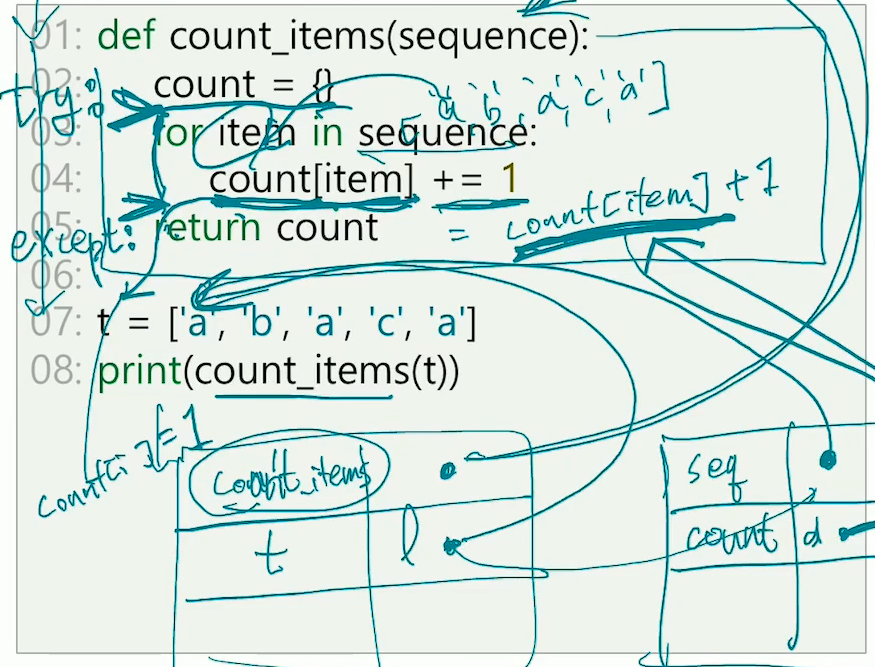 01: def count_items(sequence):
02: count = {}
try:
['a', 'b', 'a', 'c', 'a']
03: for item in sequence:
04: count[item] += 1
= count[item] + 1
except:
05: return count
06:
07: t = ['a', 'b', 'a', 'c', 'a']
08: print(count_items(t))
count[i] = 1
count_items
t l
seq
count d